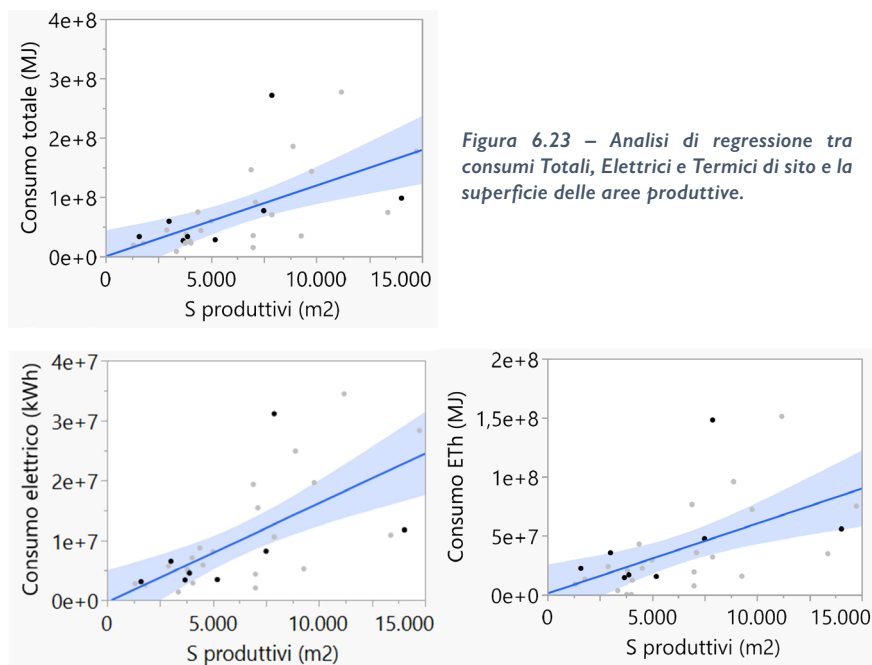 4e+8
3e+8
2e+8
1e+8
0e+0
Consumo totale (MJ)
0
5.000
10.000
15.000
S produttivi (m2)
Figura 6.23 – Analisi di regressione tra
consumi Totali, Elettrici e Termici di sito e la
superficie delle aree produttive.
4e+7
3e+7
2e+7
1e+7
0e+0
Consumo elettrico (kWh)
0
5.000
10.000
15.000
S produttivi (m2)
2e+8
1,5e+8
1e+8
5e+7
0e+0
Consumo ETh (MJ)
0
5.000
10.000
15.000
S produttivi (m2)